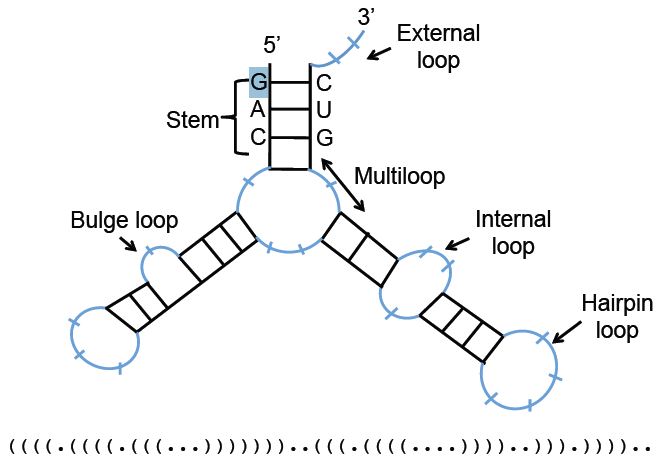 3’
5’
External
loop
G C
A U
C G
Stem
Multiloop
Bulge loop
Internal
loop
Hairpin
loop
((((.((((.(((...)))))))..(((.((((....))))..))).))))..